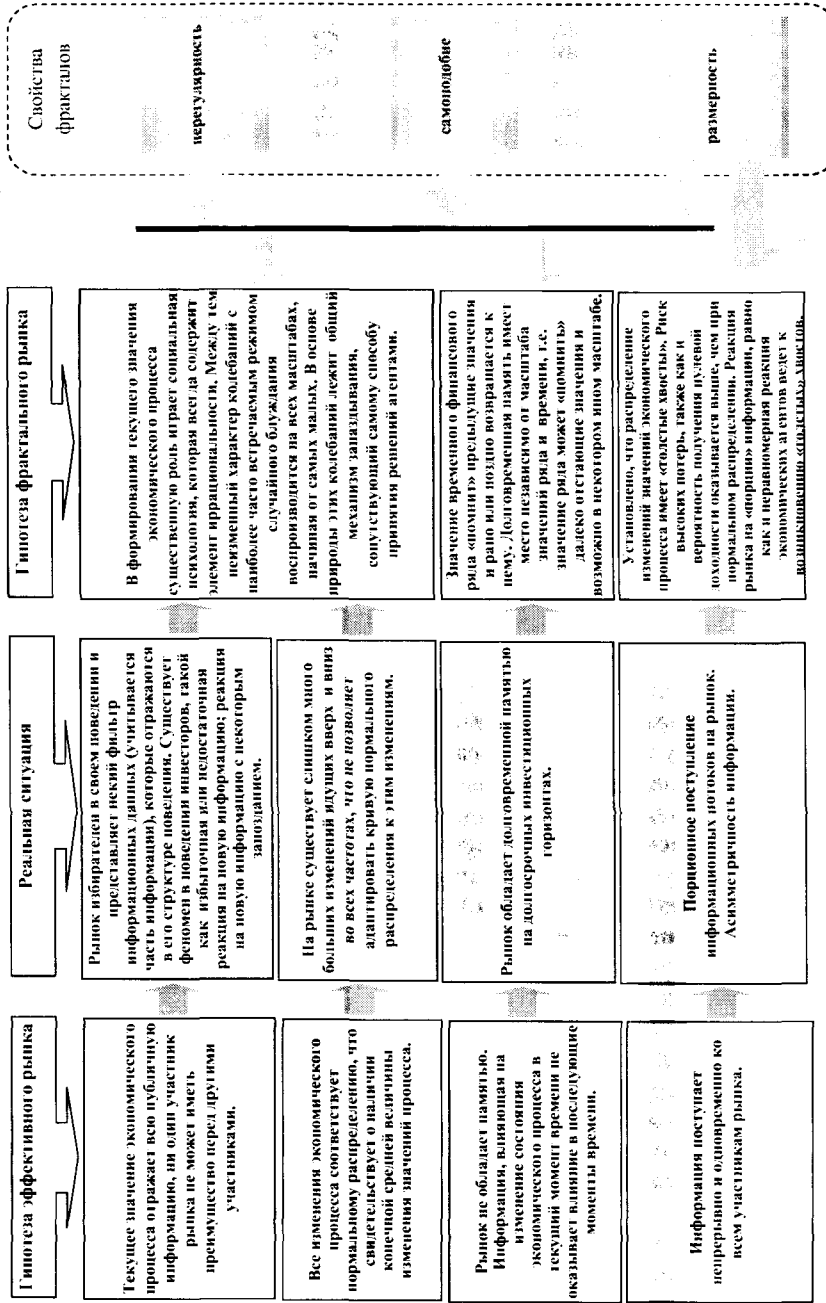 Гипотеза эффективного рынка
Текущее значение экономического
процесса отражает всю публичную
информацию, ни один участник
рынка не может иметь
преимущество перед другими
участниками.
Все изменения экономического
процесса соответствует
нормальному распределению, что
свидетельствует о наличии
конечной средней величины
изменения значений процесса.
Рынок не обладает памятью.
Информация, влияющая на
изменение состояния
экономического процесса в
текущий момент времени не
оказывает влияние в последующие
моменты времени.
Информация поступает
непрерывно и одновременно ко
всем участникам рынка.
Реальная ситуация
Рынок избирателен в своем поведении и
представляет некий фильтр
информационных данных (учитывается
часть информации), которые отражаются
в его структуре поведения. Существует
феномен в поведении инвесторов, такой
как избыточная или недостаточная
реакция на новую информацию; реакция
на новую информацию с некоторым
запозданием.
На рынке существует слишком много
больших изменений идущих вверх и вниз
во всех частотах, что не позволяет
адаптировать кривую нормального
распределения к этим изменениям.
Рынок обладает долговременной памятью
на долгосрочных инвестиционных
горизонтах.
Порционное поступление
информационных потоков на рынок.
Асимметричность информации.
Гипотеза фрактального рынка
В формировании текущего значения
экономического процесса
существенную роль играет социальная
психология, которая всегда содержит
элемент иррациональности. Между тем
неизменный характер колебаний с
наиболее часто встречаемым режимом
случайного блуждания
воспроизводится на всех масштабах,
начиная от самых малых. В основе
природы этих колебаний лежит общий
механизм запаздывания,
сопутствующий самому способу
принятия решений агентами.
Значение временного финансового
ряда «помнит» предыдущие значения
и рано или поздно возвращается к
нему. Долговременная память имеет
место независимо от масштаба
значений ряда и времени, т.е.
значение ряда может «помнить»
далеко отстающие значения и
возможно в некотором ином масштабе.
Установлено, что распределение
изменений значений экономического
процесса имеет «толстые хвосты». Риск
высоких потерь, также как и
вероятность получения нулевой
доходности оказывается выше, чем при
нормальном распределении. Реакция
рынка на «порцию» информации, равно
как и неравномерная реакция
экономических агентов ведет к
возникновению «толстых» хвостов.
Свойства
фракталов
нерегулярность
самоподобие
размерность